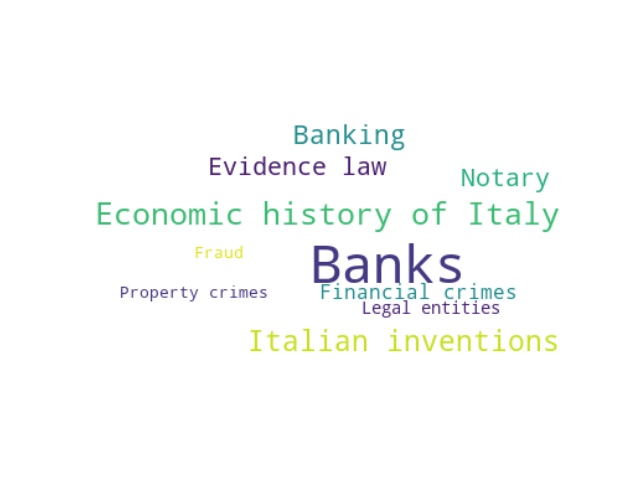 Banking
Evidence law
Notary
Economic history of Italy
Fraud
Banks
Property crimes
Financial crimes
Legal entities
Italian inventions